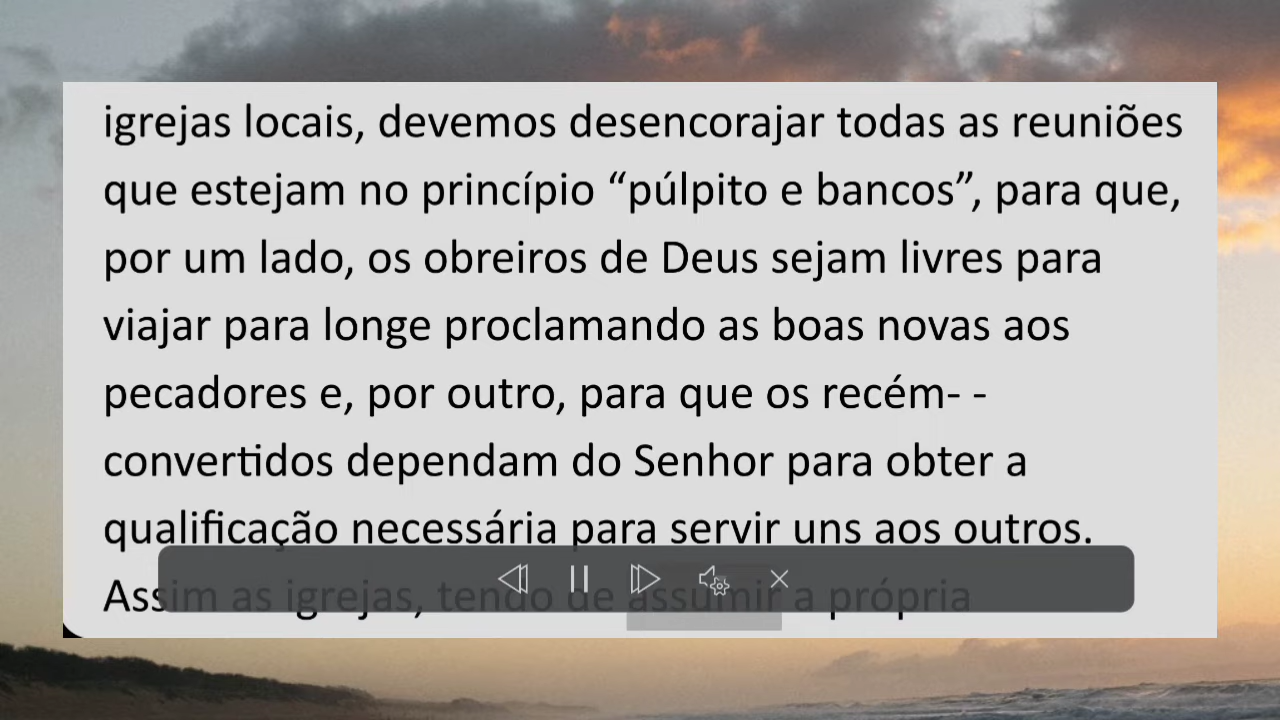 igrejas locais, devemos desencorajar todas as reuniões
que estejam no princípio “púlpito e bancos”, para que,
por um lado, os obreiros de Deus sejam livres para
viajar para longe proclamando as boas novas aos
pecadores e, por outro, para que os recém- -
convertidos dependam do Senhor para obter a
qualificação necessária para servir uns aos outros.
Assim as igrejas, tendo de assumir a própria